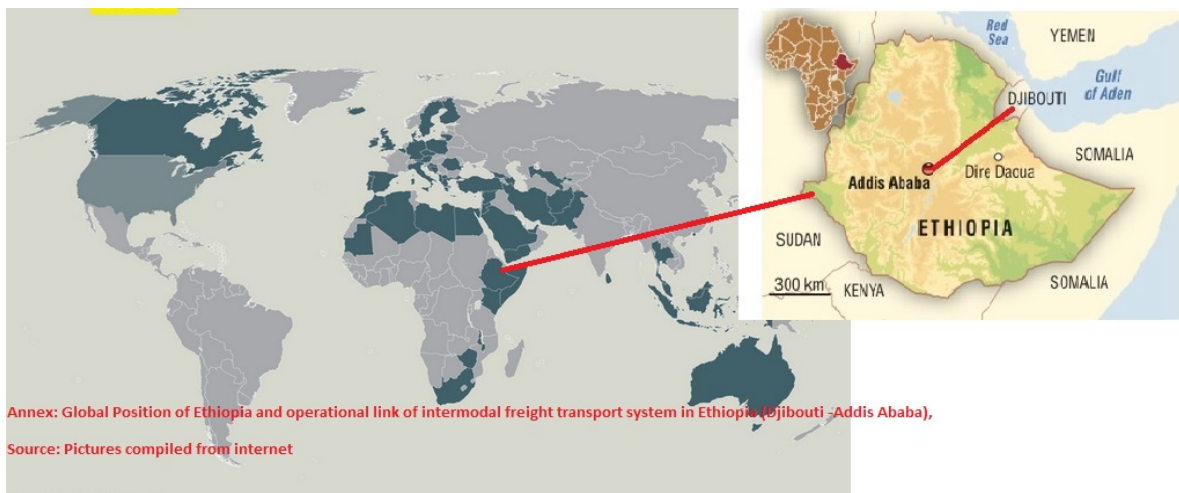 Red
Sea
YEMEN
Gulf
of Aden
DJIBOUTI
SOMALIA
Dire Dacua
Addis Ababa
ETHIOPIA
SUDAN
SOMALIA
300 km
KENYA
Annex: Global Position of Ethiopia and operational link of intermodal freight transport system in Ethiopia (Djibouti -Addis Ababa),
Source: Pictures compiled from internet